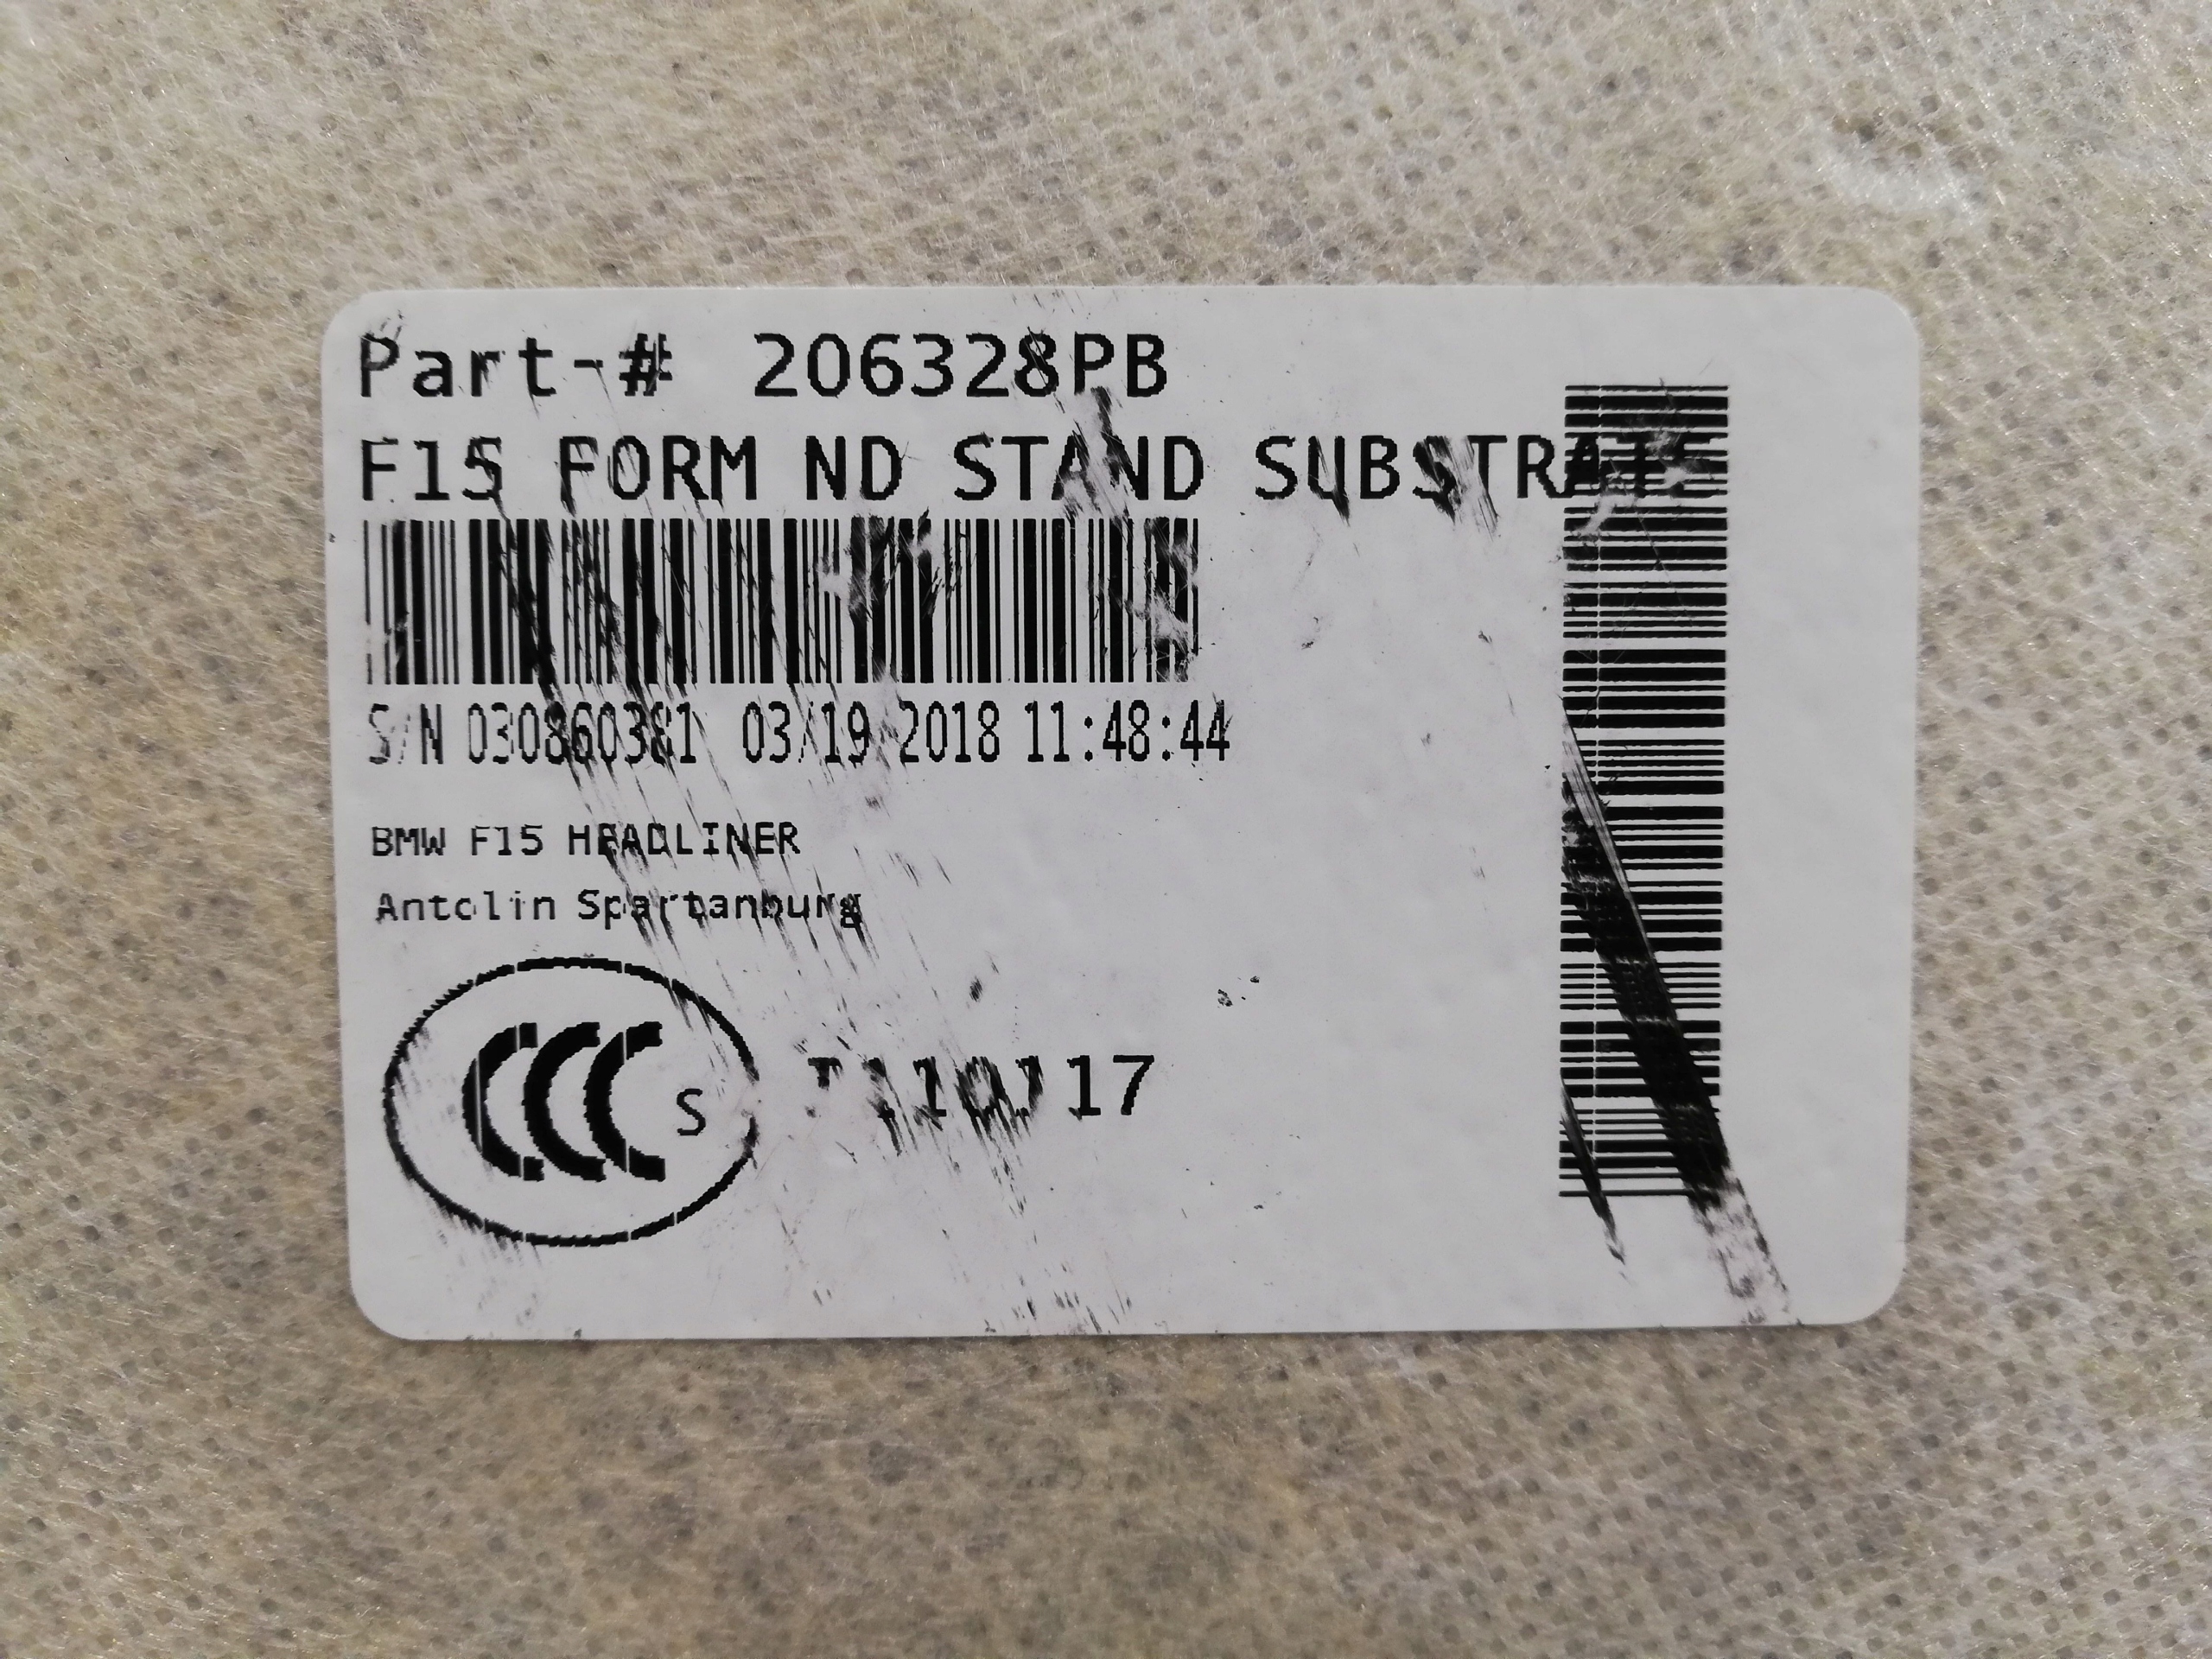 Part-# 206328PB
F15 FORM ND STAND SUBSTRATE
S/N 030860381 03/19/2018 11:48:44
BMW F15 HEADLINER
Antolin Spartanburg
CCC S
17